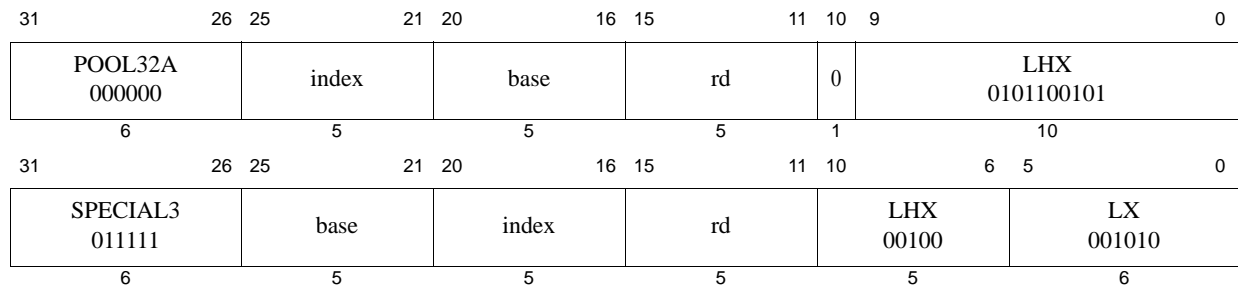 31 26 25 21 20 16 15 11 10 9 0
POOL32A index base rd 0 LHX
000000 0101100101
6 5 5 5 1 10
31 26 25 21 20 16 15 11 10 6 5 0
SPECIAL3 base index rd LHX LX
011111 00100 001010
6 5 5 5 5 6